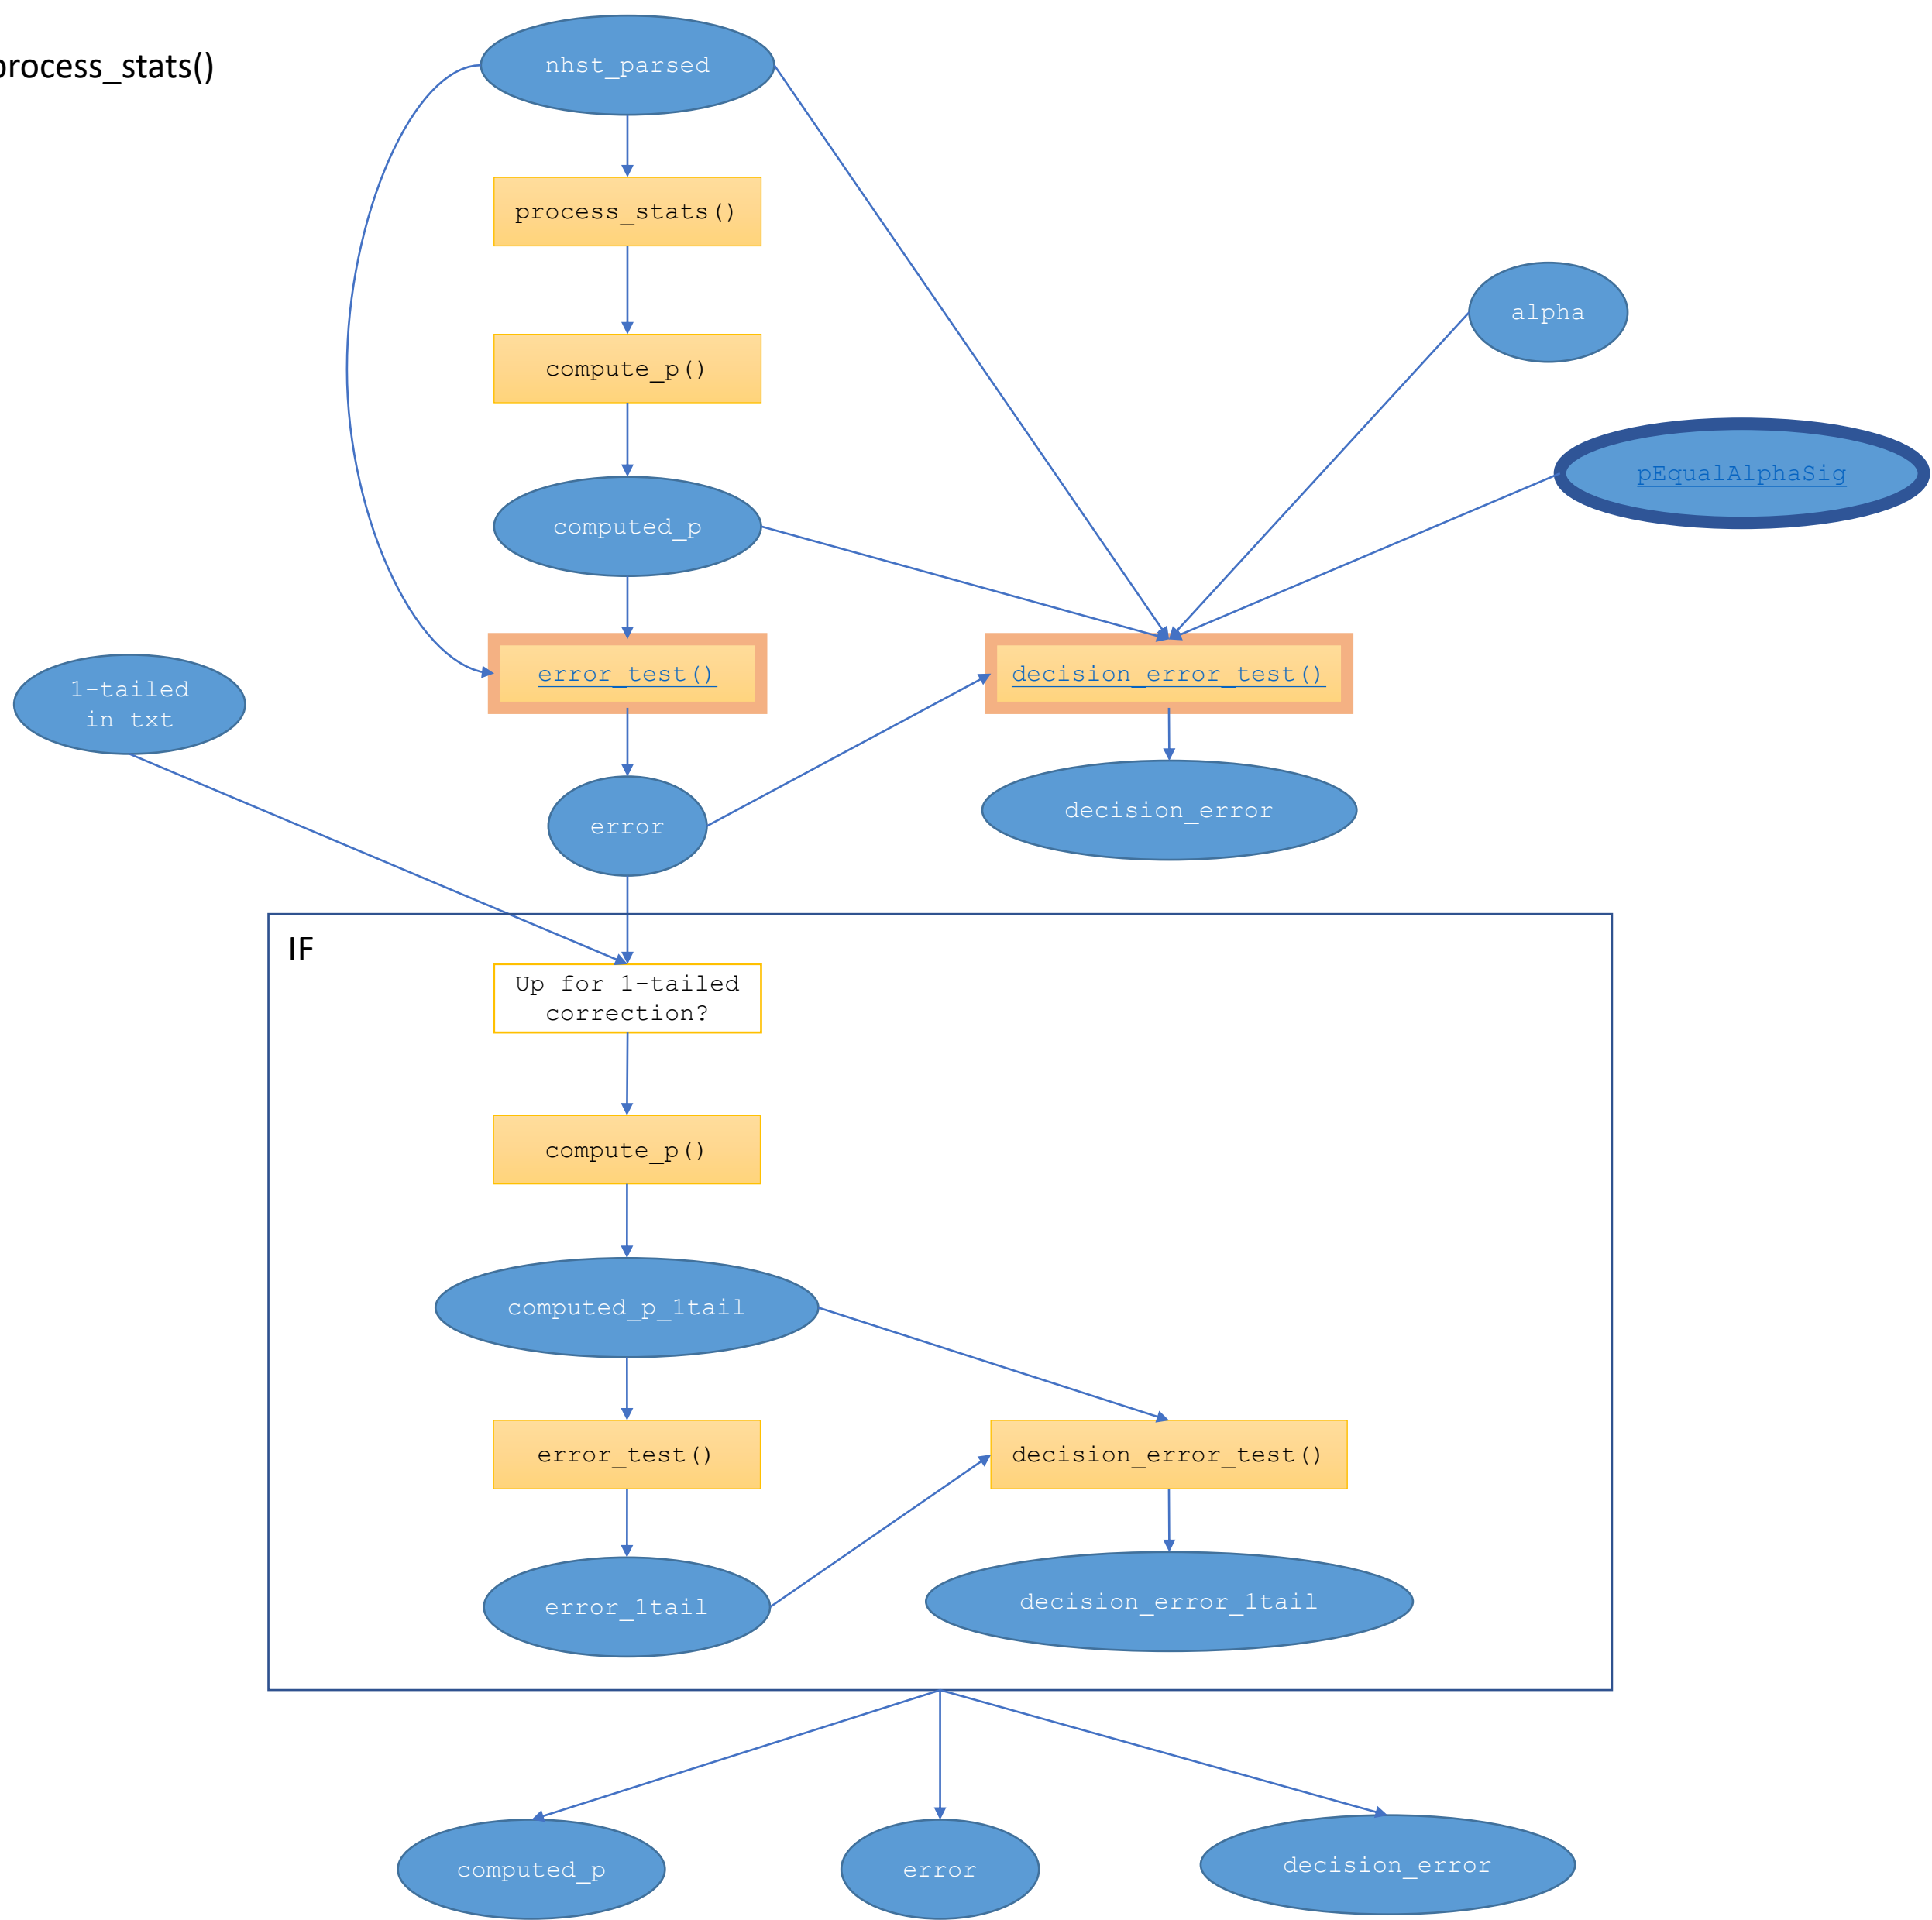 process_stats()
nhst_parsed
process_stats()
alpha
compute_p()
pEqualAlphaSig
computed_p
error_test()
decision_error_test()
1-tailed
in txt
decision_error
error
IF
Up for 1-tailed
correction?
compute_p()
computed_p_1tail
error_test()
decision_error_test()
error_1tail
decision_error_1tail
computed_p
error
decision_error